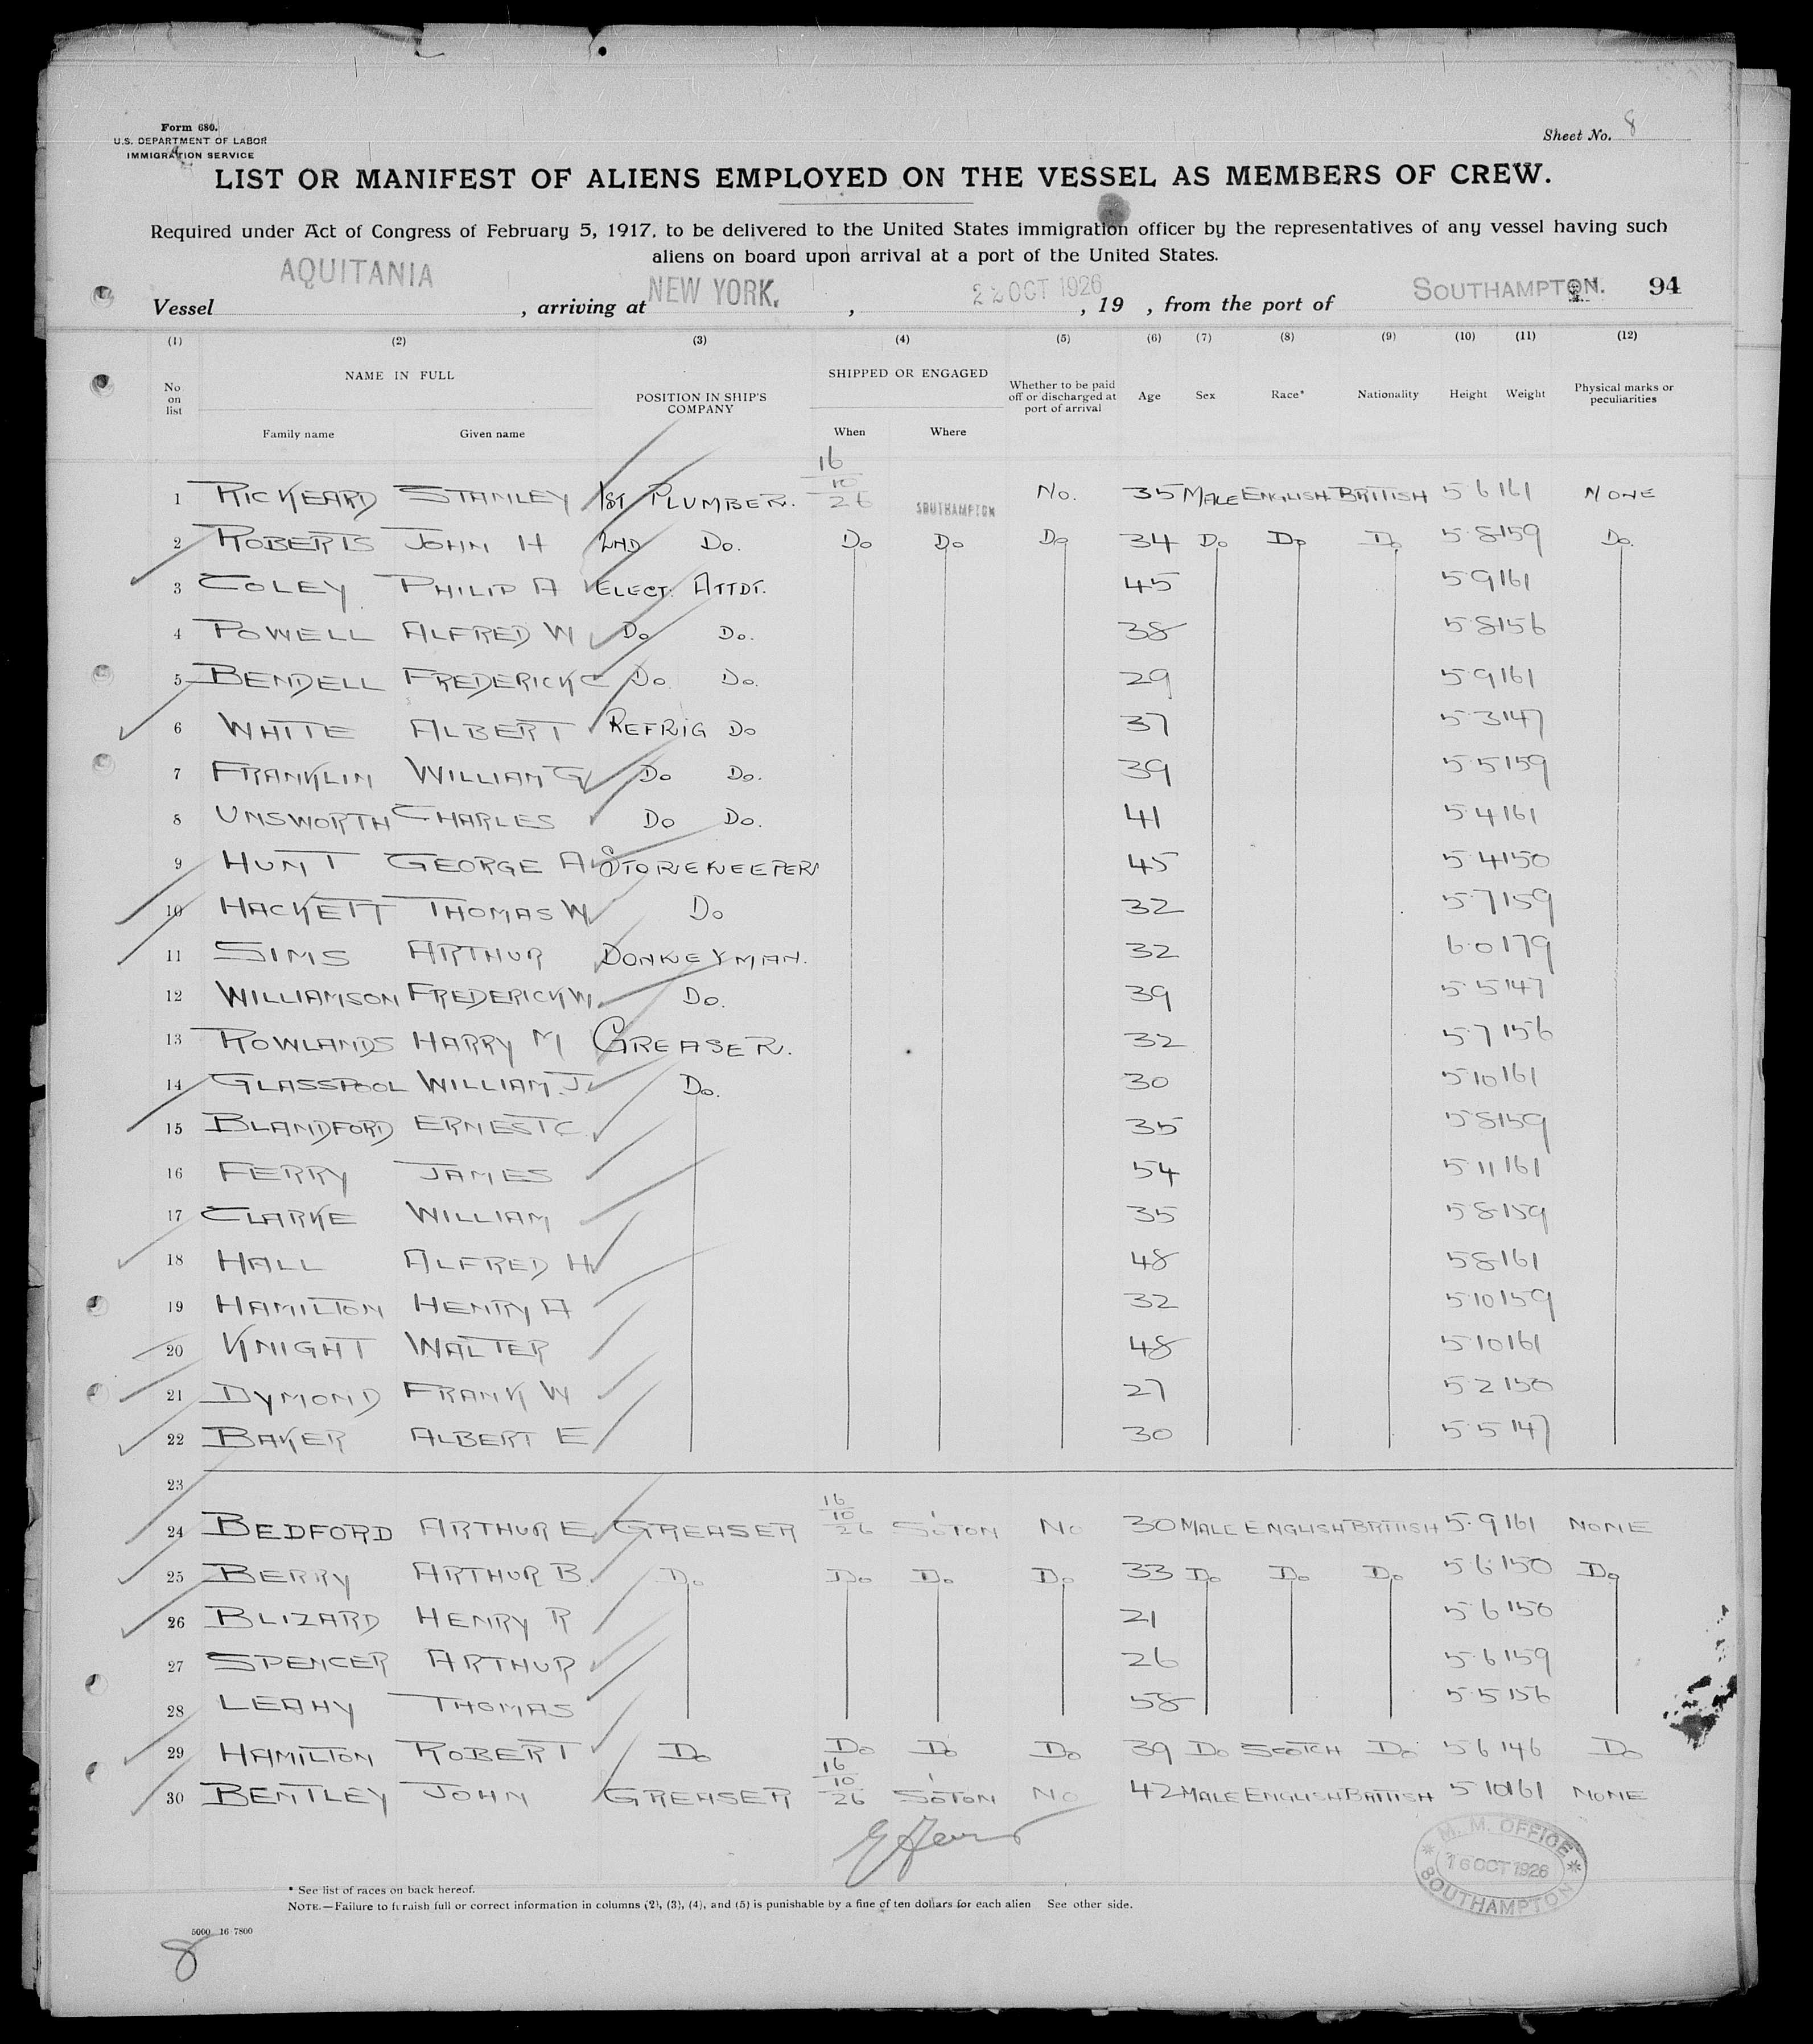 Form 680.
U.S. DEPARTMENT OF LABOR
IMMIGRATION SERVICE
Sheet No. 8
LIST OR MANIFEST OF ALIENS EMPLOYED ON THE VESSEL AS MEMBERS OF CREW.
Required under Act of Congress of February 5, 1917, to be delivered to the United States immigration officer by the representatives of any vessel having such
aliens on board upon arrival at a port of the United States.
Vessel AQUITANIA, arriving at NEW YORK., 22 OCT 1926, 19 , from the port of SOUTHAMPTON. 94
(1) (2) (3) (4) (5) (6) (7) (8) (9) (10) (11) (12)
No. on list NAME IN FULL Family name Given name POSITION IN SHIP'S COMPANY SHIPPED OR ENGAGED When Where Whether to be paid off or discharged at port of arrival Age Sex Race* Nationality Height Weight Physical marks or peculiarities
1 RICKEARD STANLEY 1ST PLUMBER. 16/10/26 SOUTHAMPTON No. 35 MALE ENGLISH BRITISH 5 6 161 NONE
2 ROBERTS JOHN H 2ND Do. Do Do Do 34 Do Do Do 5 8 159 Do.
3 COLEY PHILIP A ELECT. ATTDT. 45 5 9 161
4 POWELL ALFRED W Do Do. 38 5 8 156
5 BENDELL FREDERICK C Do Do. 29 5 9 161
6 WHITE ALBERT REFRIG Do 37 5 3 147
7 FRANKLIN WILLIAM G Do Do. 39 5 5 159
8 UNSWORTH CHARLES Do Do. 41 5 4 161
9 HUNT GEORGE A STOREKEEPER 45 5 4 150
10 HACKETT THOMAS W Do 32 5 7 159
11 SIMS ARTHUR DONKEYMAN. 32 6 0 179
12 WILLIAMSON FREDERICK W. Do. 39 5 5 147
13 ROWLANDS HARRY M GREASER. 32 5 7 156
14 GLASSPOOL WILLIAM. J. Do. 30 5 10 161
15 BLANDFORD ERNEST C. 35 5 8 159
16 FERRY JAMES 54 5 11 161
17 CLARKE WILLIAM 35 5 8 159
18 HALL ALFRED H 48 5 8 161
19 HAMILTON HENRY A 32 5 10 159
20 KNIGHT WALTER 48 5 10 161
21 DYMOND FRANK W 27 5 2 150
22 BAKER ALBERT E 30 5 5 147
23
24 BEDFORD ARTHUR E GREASER 16/10/26 SO'TON No 30 MALE ENGLISH BRITISH 5 9 161 NONE
25 BERRY ARTHUR B. Do Do Do Do 33 Do Do Do 5 6 150 Do
26 BLIZARD HENRY R 21 5 6 150
27 SPENCER ARTHUR 26 5 6 159
28 LEAHY THOMAS 58 5 5 156
29 HAMILTON ROBERT Do Do Do Do 39 Do SCOTCH Do 5 6 146 Do
30 BENTLEY JOHN GREASER 16/10/26 SO'TON No 42 MALE ENGLISH BRITISH 5 10 161 NONE
M. M. OFFICE
16 OCT 1926
SOUTHAMPTON
* See list of races on back hereof.
NOTE.—Failure to furnish full or correct information in columns (2), (3), (4), and (5) is punishable by a fine of ten dollars for each alien See other side.
5000 16-7800
8